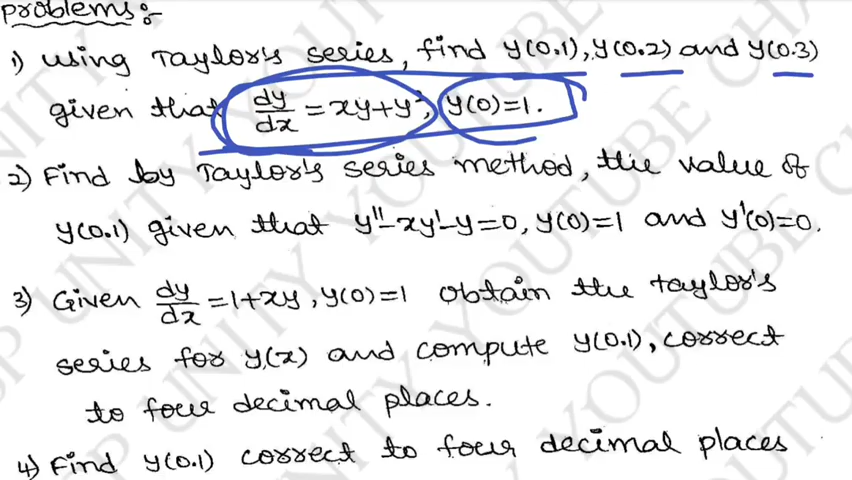 Problems:-
1) Using Taylor's series, find y(0.1), y(0.2) and y(0.3)
given that dy/dx = xy+y², y(0)=1.
2) Find by Taylor's series method, the value of
y(0.1) given that y''-xy'-y=0, y(0)=1 and y'(0)=0.
3) Given dy/dx = 1+xy, y(0)=1 obtain the taylor's
series for y(x) and compute y(0.1), correct
to four decimal places.
4) Find y(0.1) correct to four decimal places